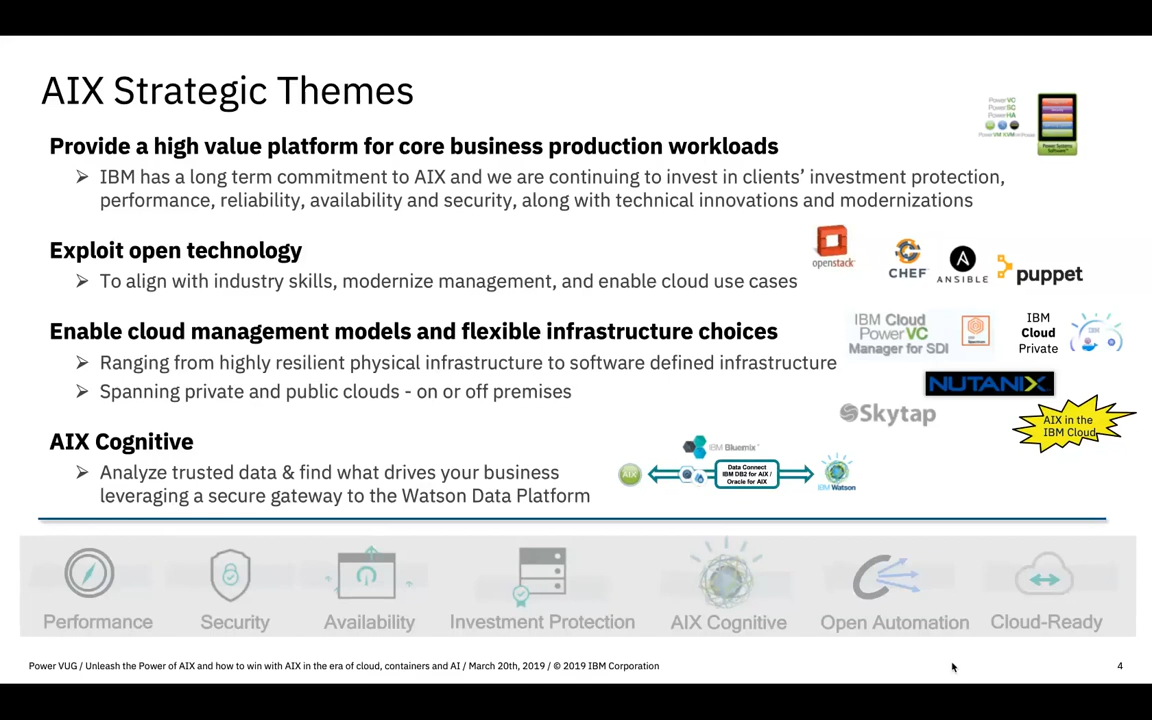 AIX Strategic Themes
PowerVC
PowerSC
PowerHA
Power Systems
Software™
Provide a high value platform for core business production workloads
IBM has a long term commitment to AIX and we are continuing to invest in clients’ investment protection,
performance, reliability, availability and security, along with technical innovations and modernizations
Exploit open technology
To align with industry skills, modernize management, and enable cloud use cases
openstack
CHEF
ANSIBLE
puppet
Enable cloud management models and flexible infrastructure choices
Ranging from highly resilient physical infrastructure to software defined infrastructure
Spanning private and public clouds - on or off premises
IBM Cloud
PowerVC
Manager for SDI
IBM
Cloud
Private
IBM
NUTANIX
Skytap
AIX in the
IBM Cloud
AIX Cognitive
Analyze trusted data & find what drives your business
leveraging a secure gateway to the Watson Data Platform
IBM Bluemix™
AIX
Data Connect
IBM DB2 for AIX /
Oracle for AIX
IBM Watson
Performance
Security
Availability
Investment Protection
AIX Cognitive
Open Automation
Cloud-Ready
Power VUG / Unleash the Power of AIX and how to win with AIX in the era of cloud, containers and AI / March 20th, 2019 / © 2019 IBM Corporation
4